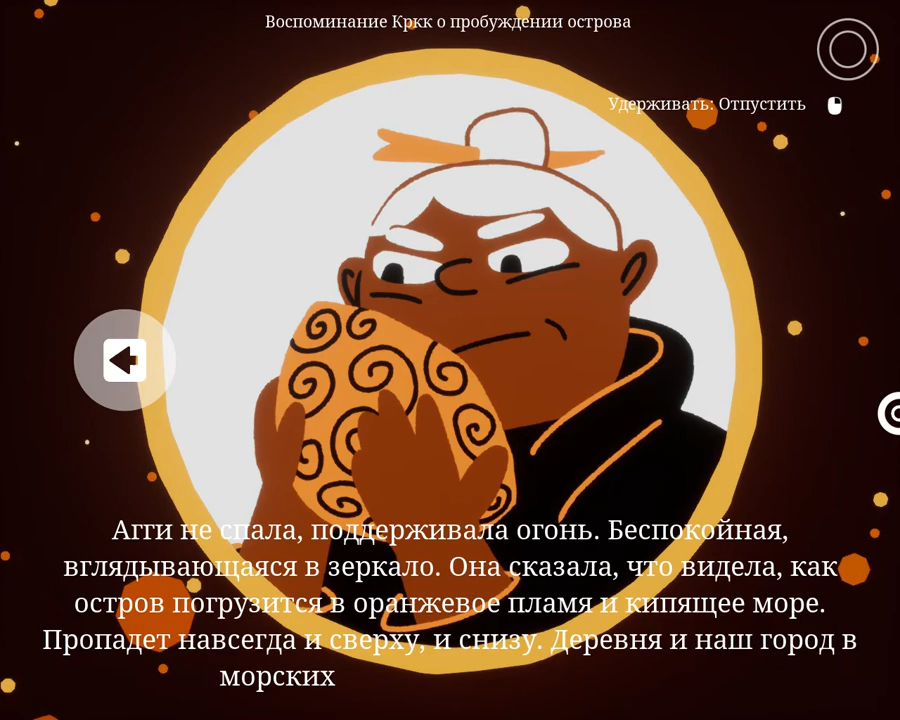 Воспоминание Кркк о пробуждении острова
Удерживать: Отпустить
Агги не спала, поддерживала огонь. Беспокойная,
вглядывающаяся в зеркало. Она сказала, что видела, как
остров погрузится в оранжевое пламя и кипящее море.
Пропадет навсегда и сверху, и снизу. Деревня и наш город в
морских